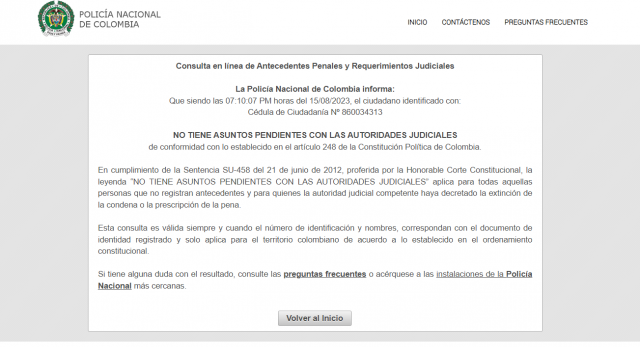 POLICÍA NACIONAL
DE COLOMBIA
INICIO CONTÁCTENOS PREGUNTAS FRECUENTES
Consulta en línea de Antecedentes Penales y Requerimientos Judiciales
La Policía Nacional de Colombia informa:
Que siendo las 07:10:07 PM horas del 15/08/2023, el ciudadano identificado con:
Cédula de Ciudadanía Nº 860034313
NO TIENE ASUNTOS PENDIENTES CON LAS AUTORIDADES JUDICIALES
de conformidad con lo establecido en el artículo 248 de la Constitución Política de Colombia.
En cumplimiento de la Sentencia SU-458 del 21 de junio de 2012, proferida por la Honorable Corte Constitucional, la
leyenda "NO TIENE ASUNTOS PENDIENTES CON LAS AUTORIDADES JUDICIALES" aplica para todas aquellas
personas que no registran antecedentes y para quienes la autoridad judicial competente haya decretado la extinción de
la condena o la prescripción de la pena.
Esta consulta es válida siempre y cuando el número de identificación y nombres, correspondan con el documento de
identidad registrado y solo aplica para el territorio colombiano de acuerdo a lo establecido en el ordenamiento
constitucional.
Si tiene alguna duda con el resultado, consulte las preguntas frecuentes o acérquese a las instalaciones de la Policía
Nacional más cercanas.
Volver al Inicio